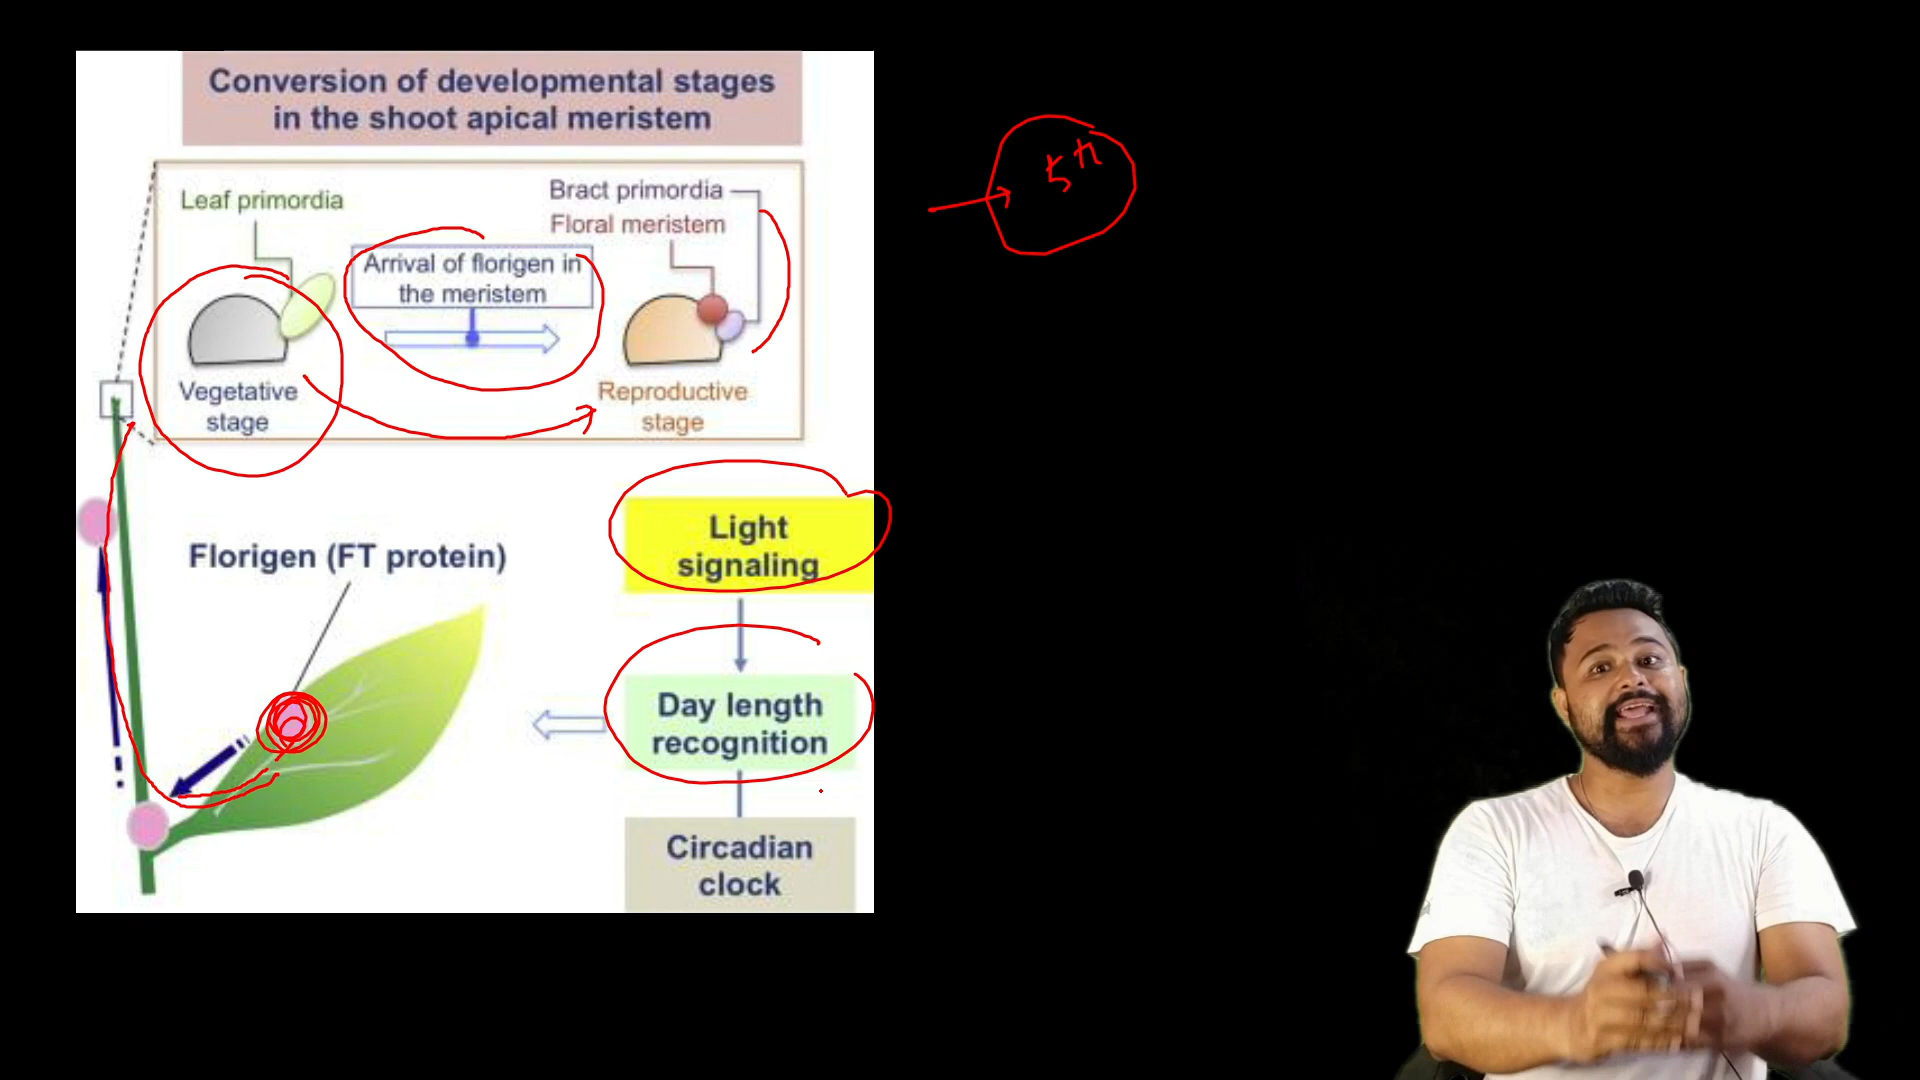 Conversion of developmental stages
in the shoot apical meristem
Leaf primordia
Bract primordia
Floral meristem
Arrival of florigen in
the meristem
Vegetative
stage
Reproductive
stage
Light
signaling
Florigen (FT protein)
Day length
recognition
Circadian
clock